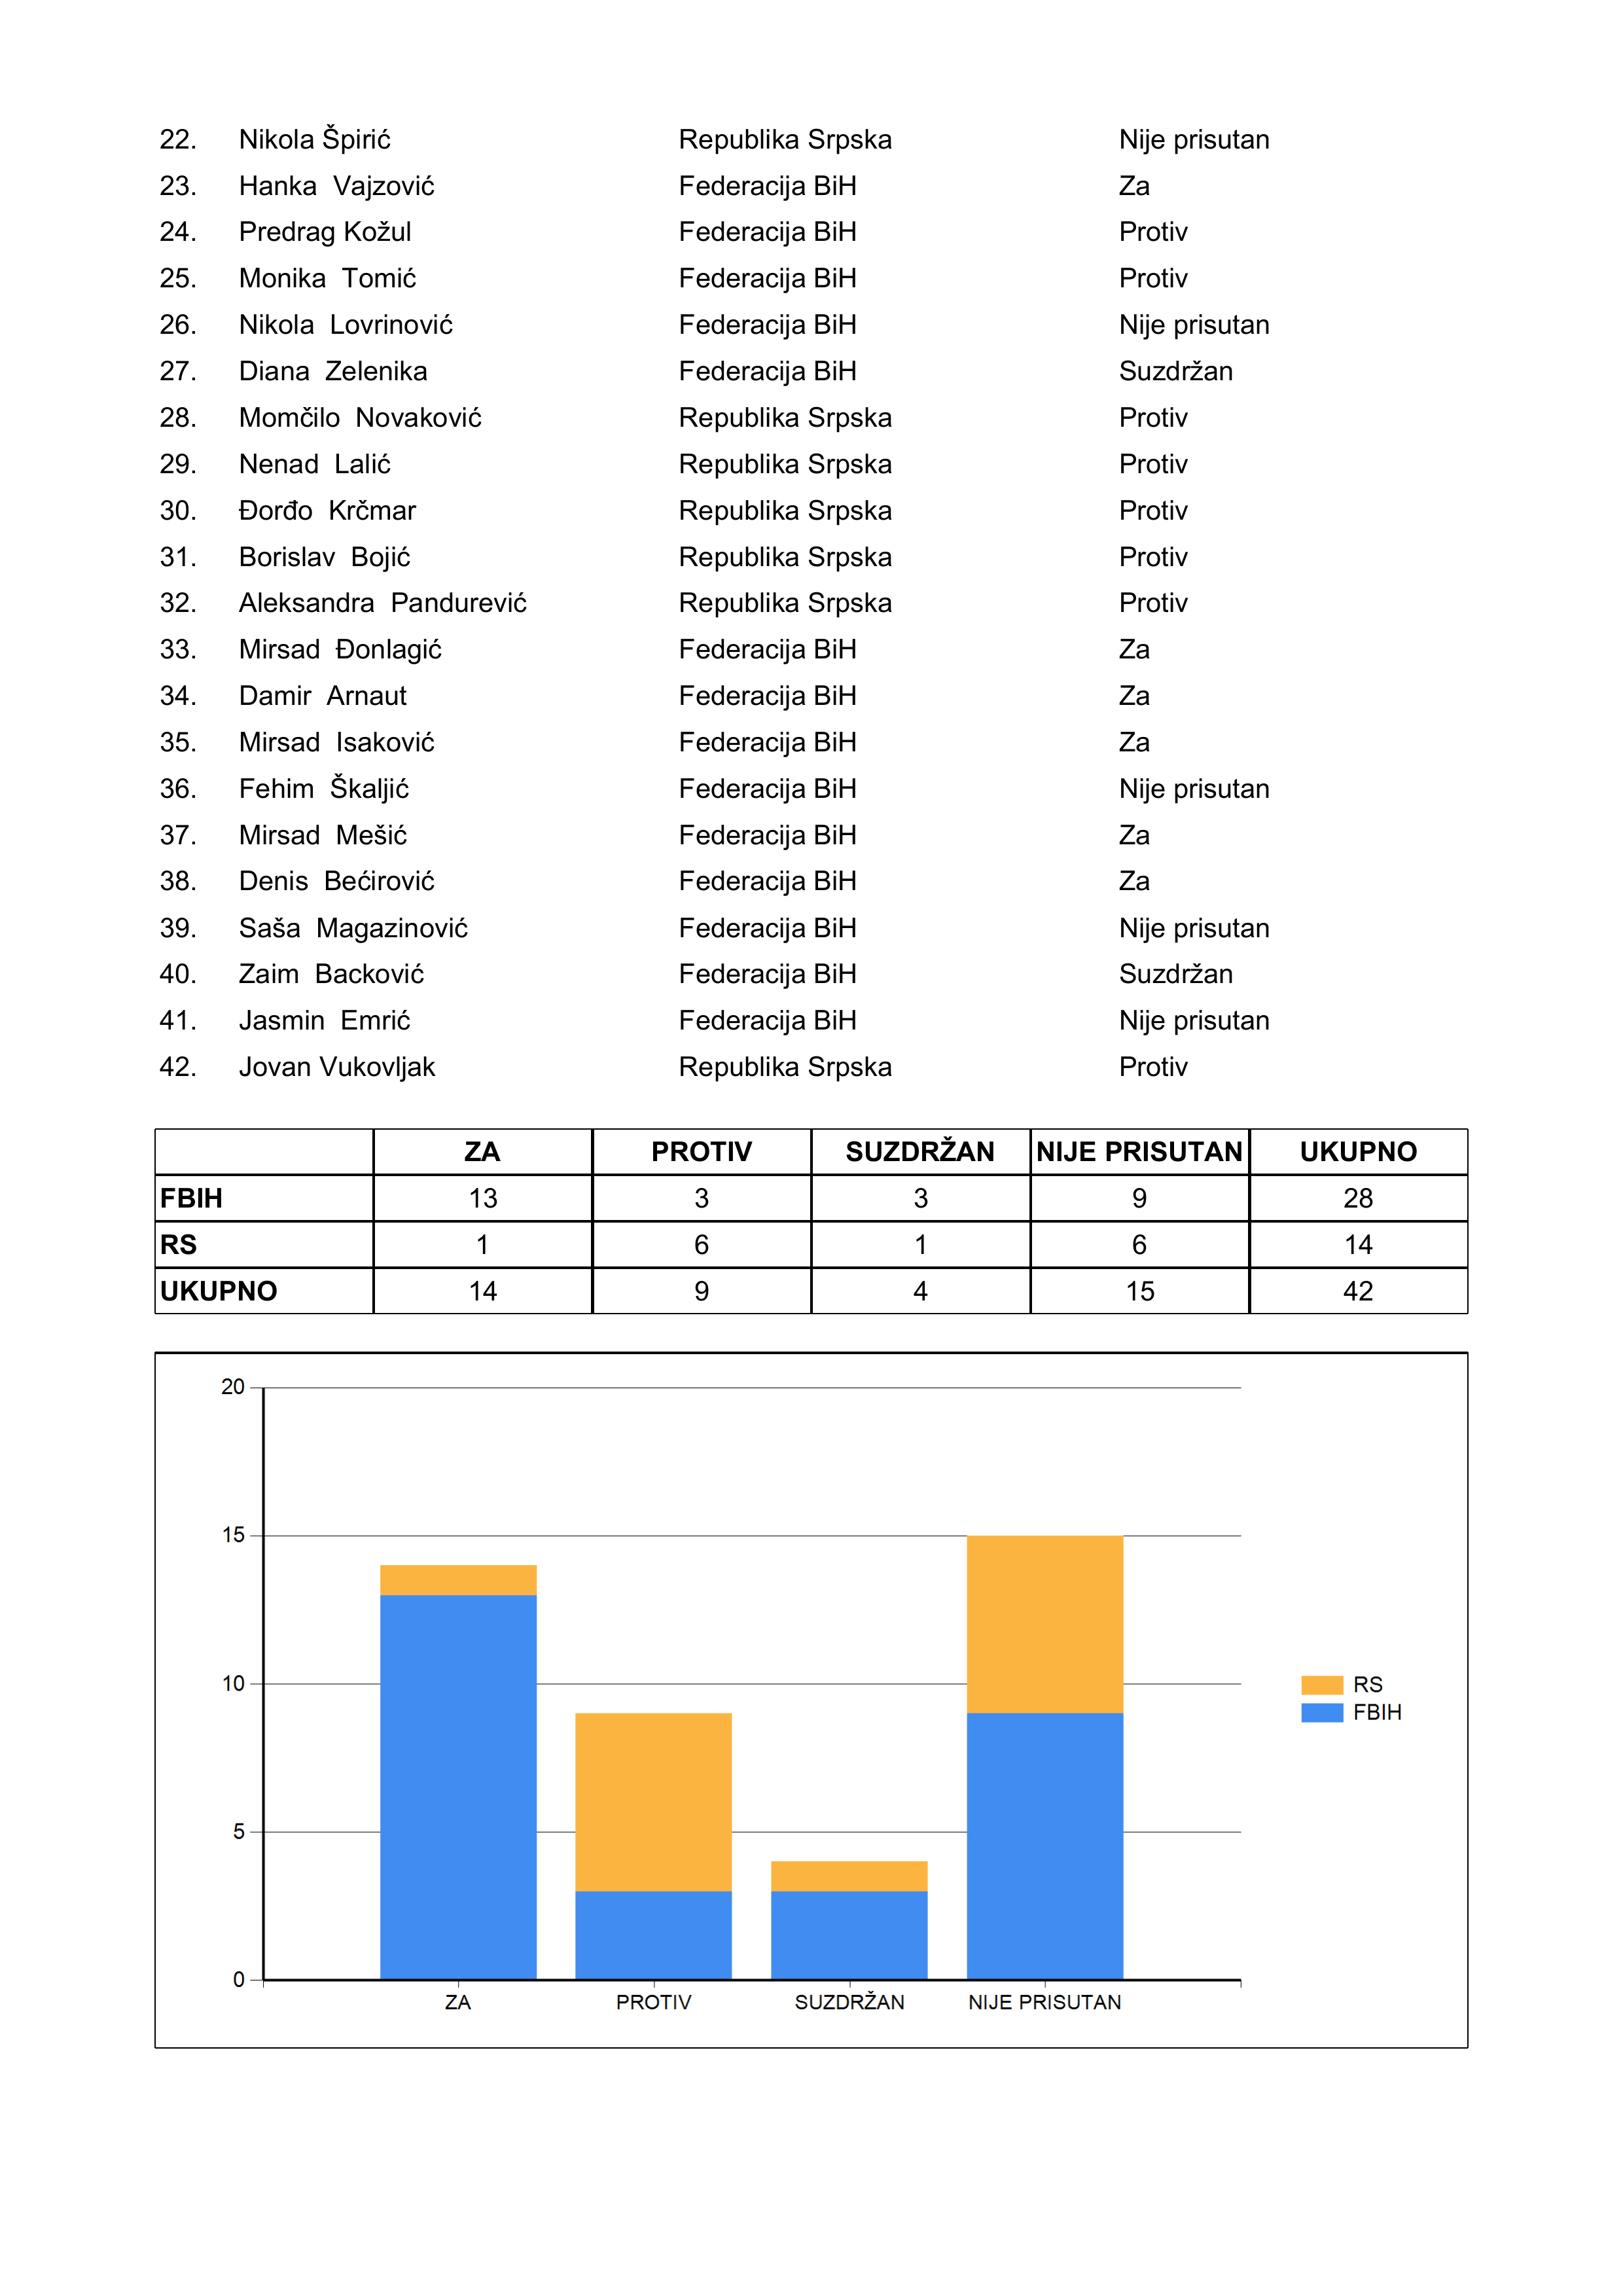 22. Nikola Špirić Republika Srpska Nije prisutan
23. Hanka Vajzović Federacija BiH Za
24. Predrag Kožul Federacija BiH Protiv
25. Monika Tomić Federacija BiH Protiv
26. Nikola Lovrinović Federacija BiH Nije prisutan
27. Diana Zelenika Federacija BiH Suzdržan
28. Momčilo Novaković Republika Srpska Protiv
29. Nenad Lalić Republika Srpska Protiv
30. Đorđo Krčmar Republika Srpska Protiv
31. Borislav Bojić Republika Srpska Protiv
32. Aleksandra Pandurević Republika Srpska Protiv
33. Mirsad Đonlagić Federacija BiH Za
34. Damir Arnaut Federacija BiH Za
35. Mirsad Isaković Federacija BiH Za
36. Fehim Škaljić Federacija BiH Nije prisutan
37. Mirsad Mešić Federacija BiH Za
38. Denis Bećirović Federacija BiH Za
39. Saša Magazinović Federacija BiH Nije prisutan
40. Zaim Backović Federacija BiH Suzdržan
41. Jasmin Emrić Federacija BiH Nije prisutan
42. Jovan Vukovljak Republika Srpska Protiv
ZA PROTIV SUZDRŽAN NIJE PRISUTAN UKUPNO
FBIH 13 3 3 9 28
RS 1 6 1 6 14
UKUPNO 14 9 4 15 42
20
15
10
5
0
ZA PROTIV SUZDRŽAN NIJE PRISUTAN
RS
FBIH